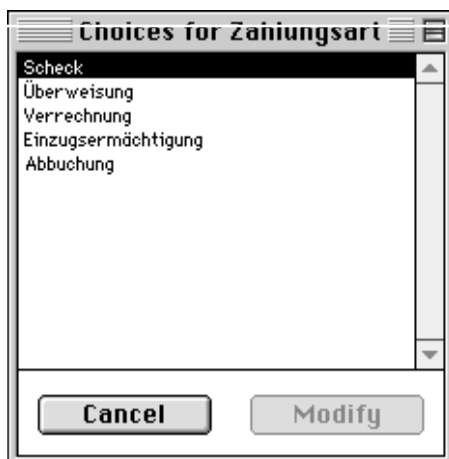 Choices for Zahlungsart
Scheck
Überweisung
Verrechnung
Einzugsermächtigung
Abbuchung
Cancel
Modify